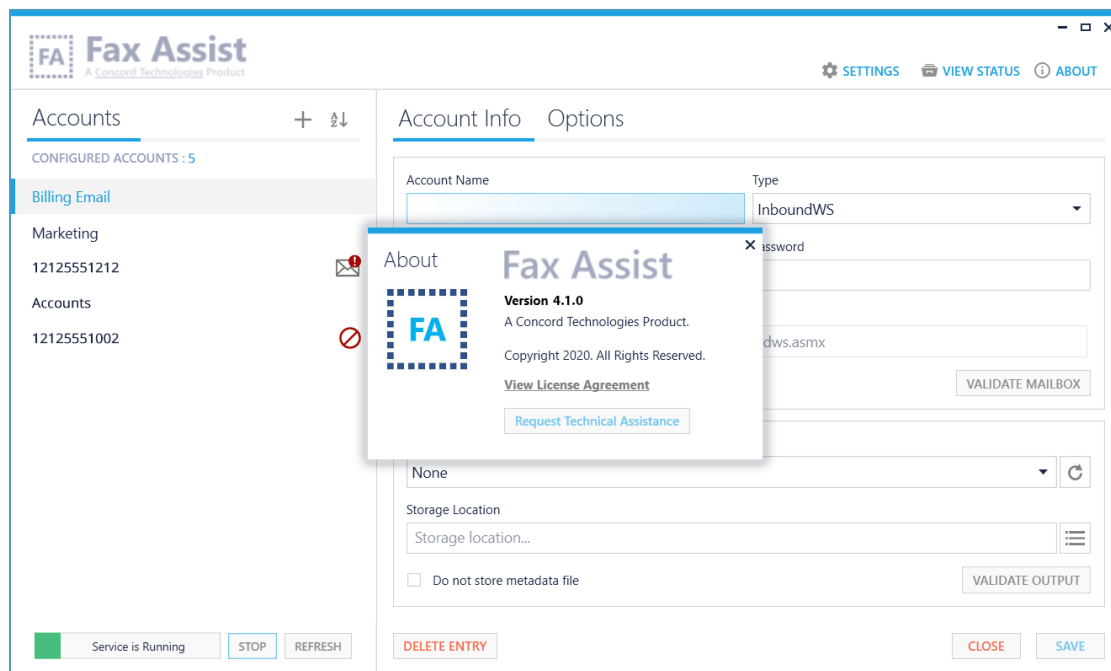 FA
Fax Assist
A Concord Technologies Product
SETTINGS
VIEW STATUS
ABOUT
Accounts
CONFIGURED ACCOUNTS : 5
Billing Email
Marketing
12125551212
Accounts
12125551002
Service is Running
STOP
REFRESH
Account Info
Options
Account Name
Type
InboundWS
assword
dws.asmx
VALIDATE MAILBOX
About
FA
Fax Assist
Version 4.1.0
A Concord Technologies Product.
Copyright 2020. All Rights Reserved.
View License Agreement
Request Technical Assistance
None
Storage Location
Storage location...
Do not store metadata file
VALIDATE OUTPUT
DELETE ENTRY
CLOSE
SAVE